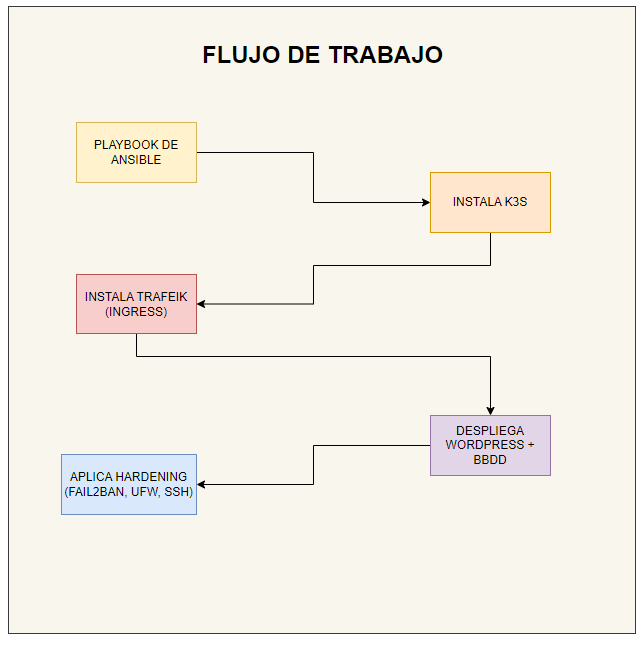 FLUJO DE TRABAJO
PLAYBOOK DE
ANSIBLE
INSTALA K3S
INSTALA TRAFEIK
(INGRESS)
DESPLIEGA
WORDPRESS +
BBDD
APLICA HARDENING
(FAIL2BAN, UFW, SSH)